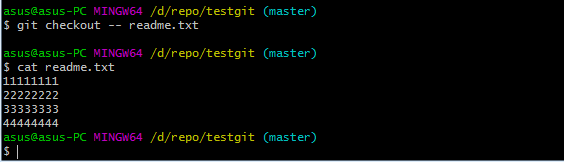 asus@asus-PC MINGW64 /d/repo/testgit (master)
$ git checkout -- readme.txt
asus@asus-PC MINGW64 /d/repo/testgit (master)
$ cat readme.txt
11111111
22222222
33333333
44444444
asus@asus-PC MINGW64 /d/repo/testgit (master)
$